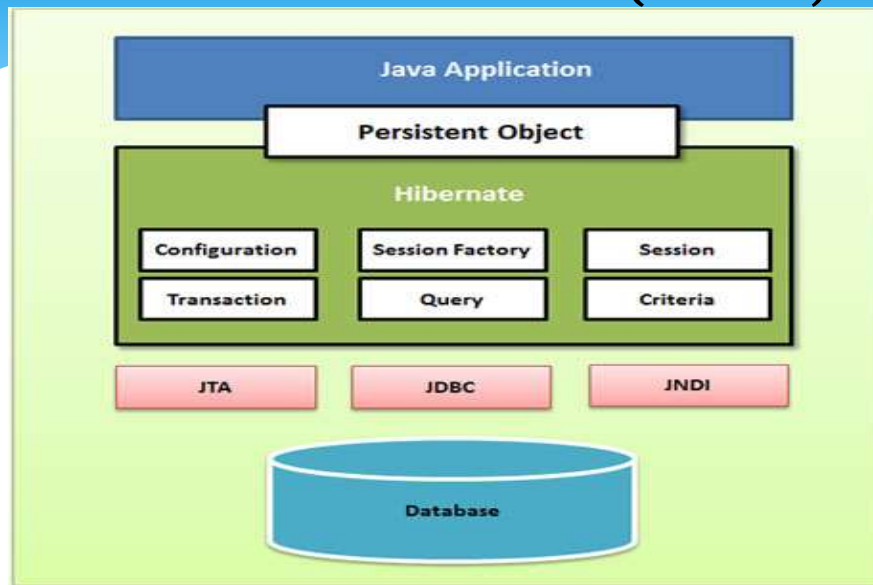 Java Application
Persistent Object
Hibernate
Configuration Session Factory Session
Transaction Query Criteria
JTA JDBC JNDI
Database